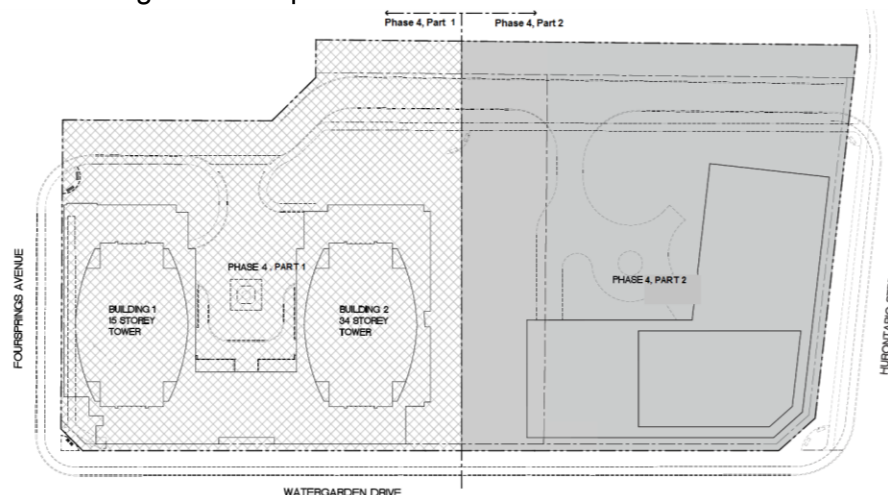 Phase 4, Part 1
Phase 4, Part 2
FOURSPRINGS AVENUE
PHASE 4, PART 1
BUILDING 1
15 STOREY
TOWER
BUILDING 2
34 STOREY
TOWER
PHASE 4, PART 2
HURONTARIO
WATERGARDEN DRIVE